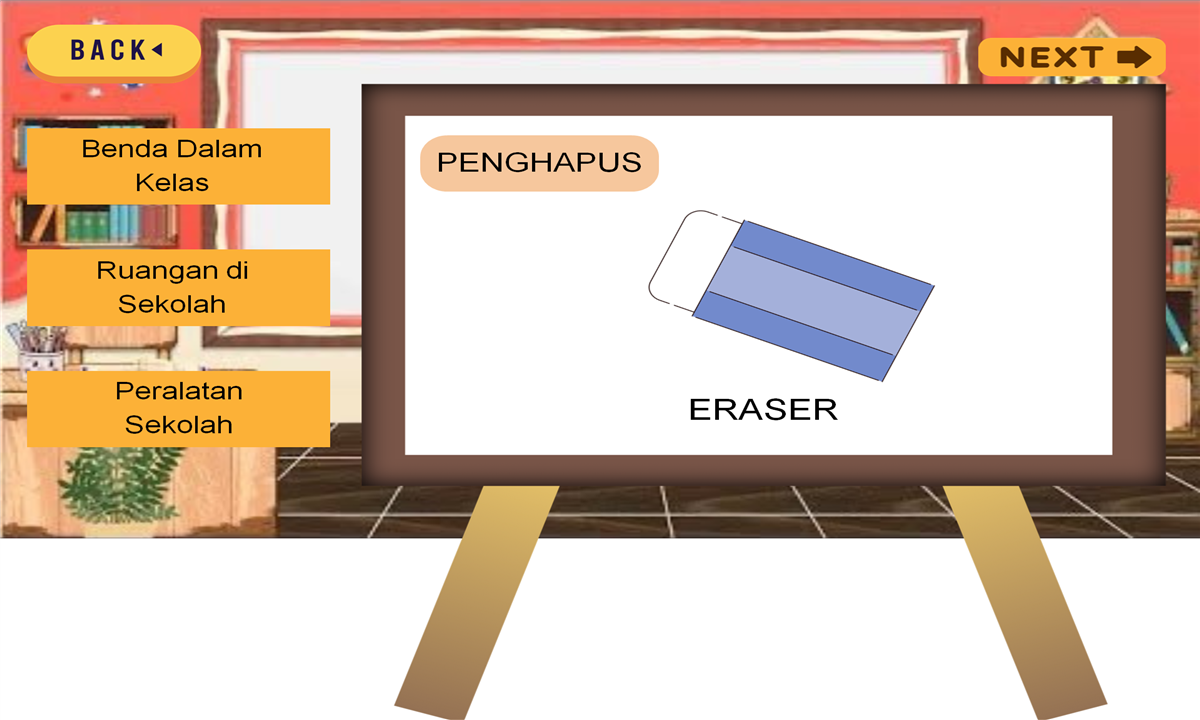 BACK
NEXT
Benda Dalam
Kelas
Ruangan di
Sekolah
Peralatan
Sekolah
PENGHAPUS
ERASER